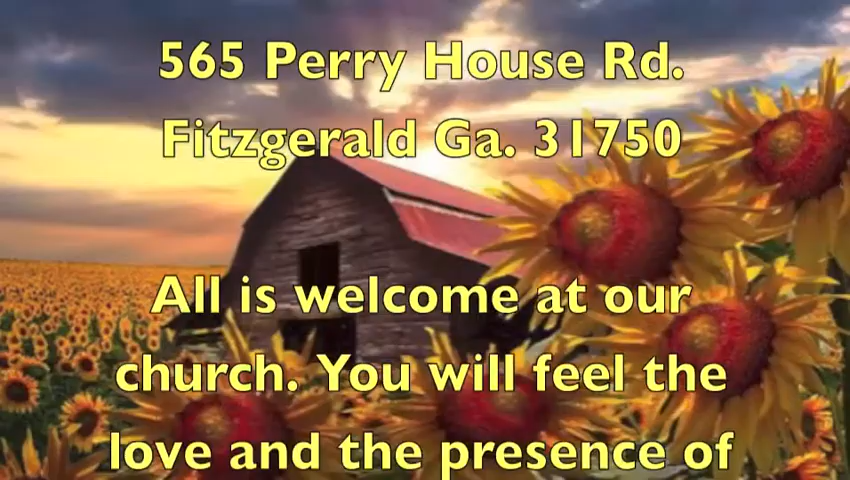 565 Perry House Rd.
Fitzgerald Ga. 31750
All is welcome at our
church. You will feel the
love and the presence of